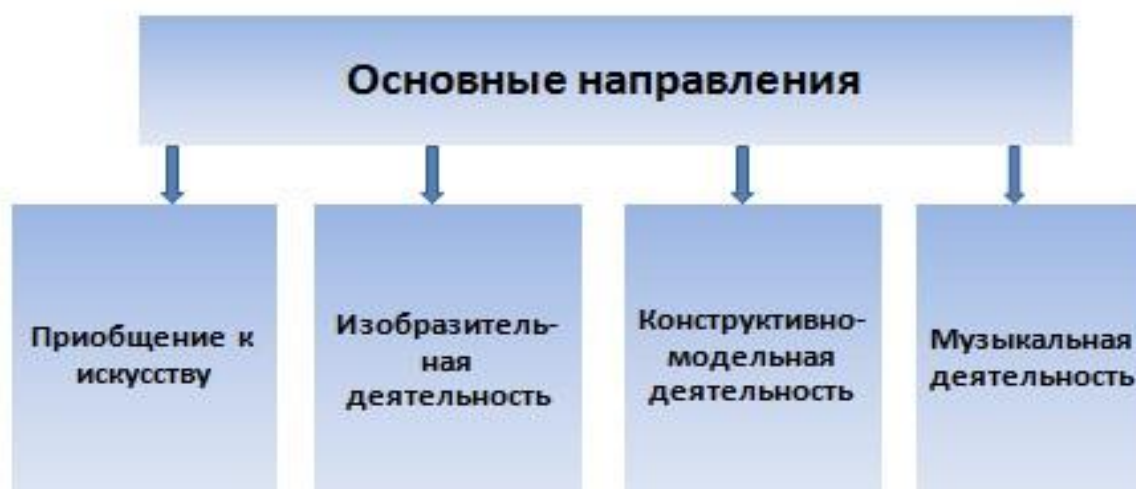 Основные направления
Приобщение к
искусству
Изобразитель-
ная
деятельность
Конструктивно-
модельная
деятельность
Музыкальная
деятельность